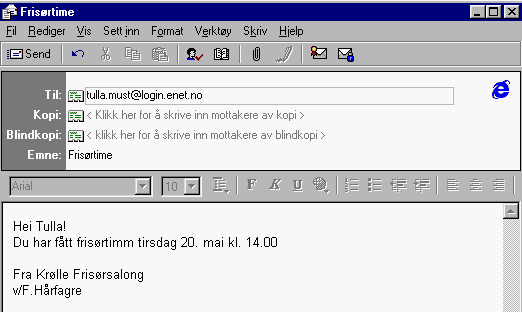 Frisørtime
Fil Rediger Vis Sett inn Format Verktøy Skriv Hjelp
Send
Til: tulla.must@login.enet.no
Kopi: < Klikk her for å skrive inn mottakere av kopi >
Blindkopi: < klikk her for å skrive inn mottakere av blindkopi >
Emne: Frisørtime
Arial 10 F K U
Hei Tulla!
Du har fått frisørtimm tirsdag 20. mai kl. 14.00
Fra Krølle Frisørsalong
v/F.Hårfagre